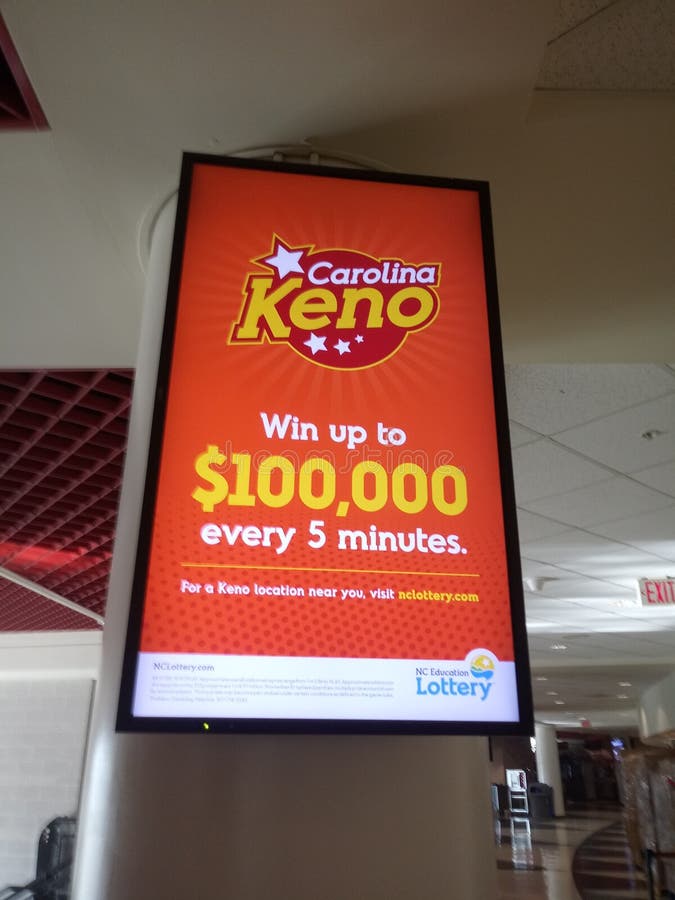 Carolina
Keno
Win up to
$100,000
every 5 minutes.
For a Keno location near you, visit nclottery.com
NCLottery.com
NC Education
Lottery
EXIT
dreamstime